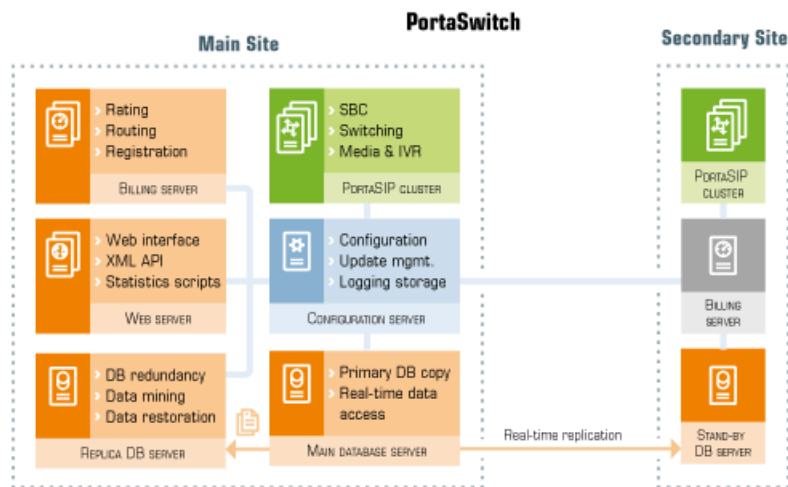 PortaSwitch
Main Site
Secondary Site
› Rating
› Routing
› Registration
Billing server
› SBC
› Switching
› Media & IVR
PortaSIP cluster
PortaSIP
cluster
› Web interface
› XML API
› Statistics scripts
Web server
› Configuration
› Update mgmt.
› Logging storage
Configuration server
Billing
server
› DB redundancy
› Data mining
› Data restoration
Replica DB server
› Primary DB copy
› Real-time data
access
Main database server
Real-time replication
Stand-by
DB server